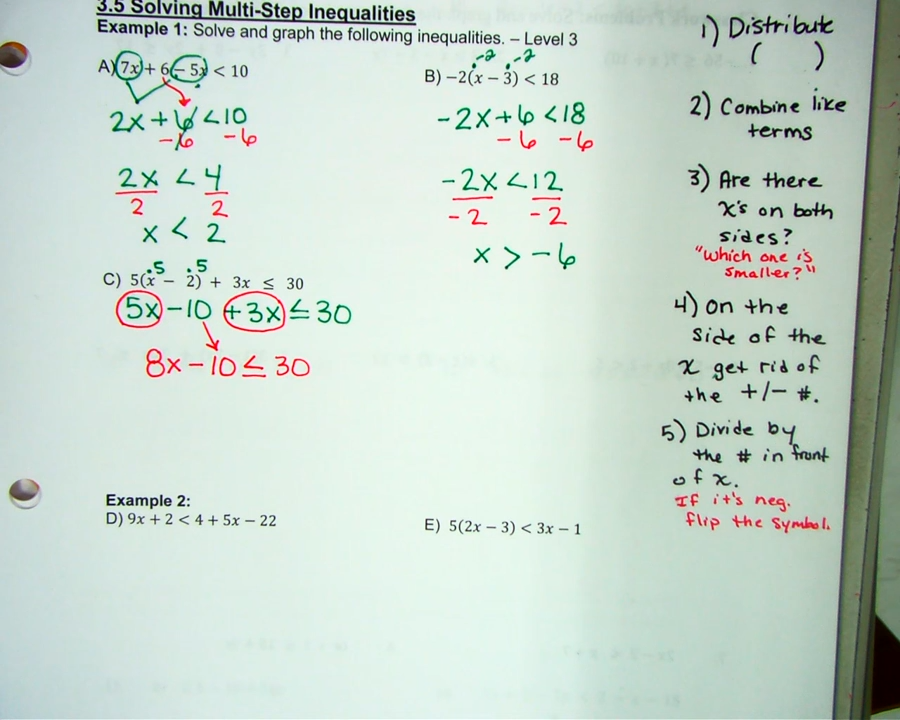 3.5 Solving Multi-Step Inequalities
Example 1: Solve and graph the following inequalities. – Level 3
A) 7x + 6 – 5x < 10
2x + 6 < 10
-6 -6
2x < 4
2 2
x < 2
-2 -2
B) −2(x − 3) < 18
-2x + 6 < 18
-6 -6
-2x < 12
-2 -2
x > -6
.5 .5
C) 5(x − 2) + 3x ≤ 30
5x - 10 + 3x ≤ 30
8x - 10 ≤ 30
Example 2:
D) 9x + 2 < 4 + 5x − 22
E) 5(2x − 3) < 3x − 1
1) Distribute
( )
2) Combine like
terms
3) Are there
x's on both
sides?
"Which one is
smaller?"
4) On the
side of the
x get rid of
the +/- #.
5) Divide by
the # in front
of x.
If it's neg.
flip the symbol.